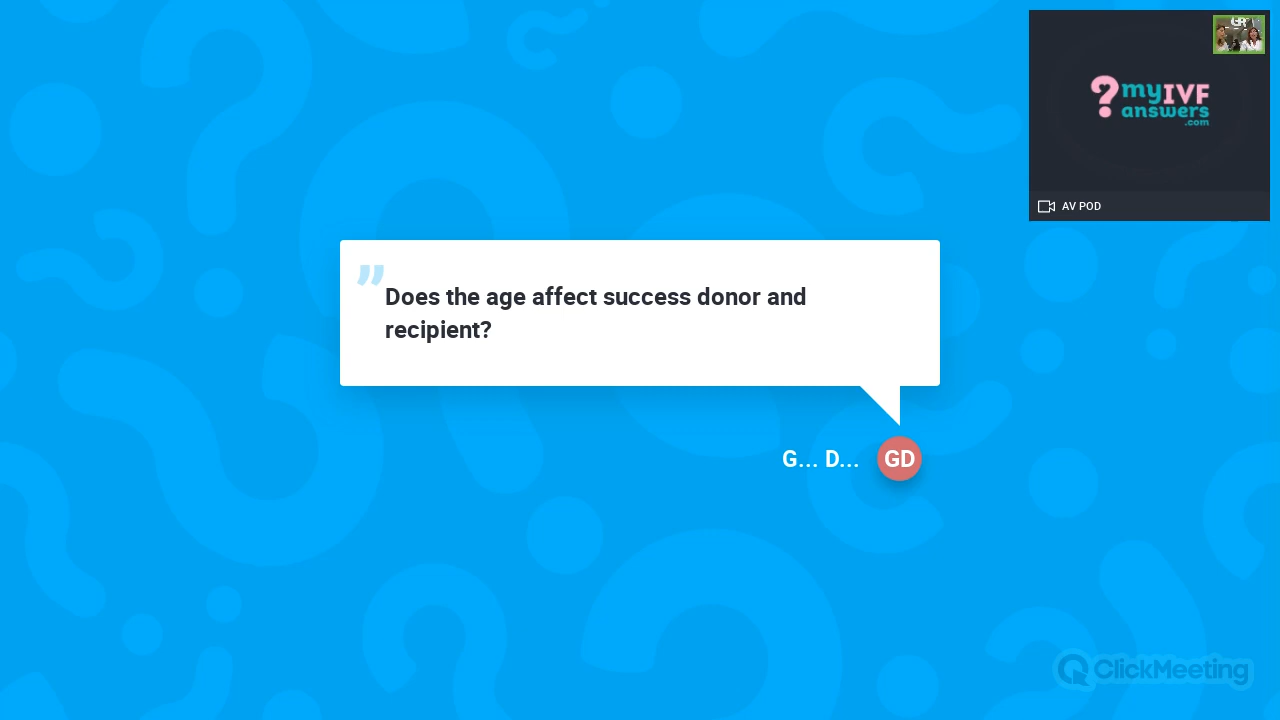 myIVF
answers
.com
AV POD
Does the age affect success donor and
recipient?
G... D... GD
ClickMeeting